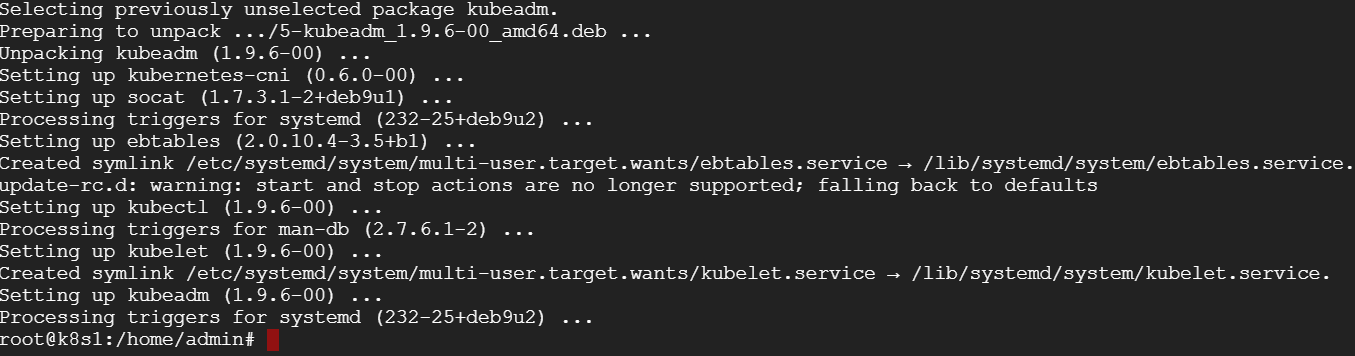 Selecting previously unselected package kubeadm.
Preparing to unpack .../5-kubeadm_1.9.6-00_amd64.deb ...
Unpacking kubeadm (1.9.6-00) ...
Setting up kubernetes-cni (0.6.0-00) ...
Setting up socat (1.7.3.1-2+deb9u1) ...
Processing triggers for systemd (232-25+deb9u2) ...
Setting up ebtables (2.0.10.4-3.5+b1) ...
Created symlink /etc/systemd/system/multi-user.target.wants/ebtables.service → /lib/systemd/system/ebtables.service.
update-rc.d: warning: start and stop actions are no longer supported; falling back to defaults
Setting up kubectl (1.9.6-00) ...
Processing triggers for man-db (2.7.6.1-2) ...
Setting up kubelet (1.9.6-00) ...
Created symlink /etc/systemd/system/multi-user.target.wants/kubelet.service → /lib/systemd/system/kubelet.service.
Setting up kubeadm (1.9.6-00) ...
Processing triggers for systemd (232-25+deb9u2) ...
root@k8s1:/home/admin#